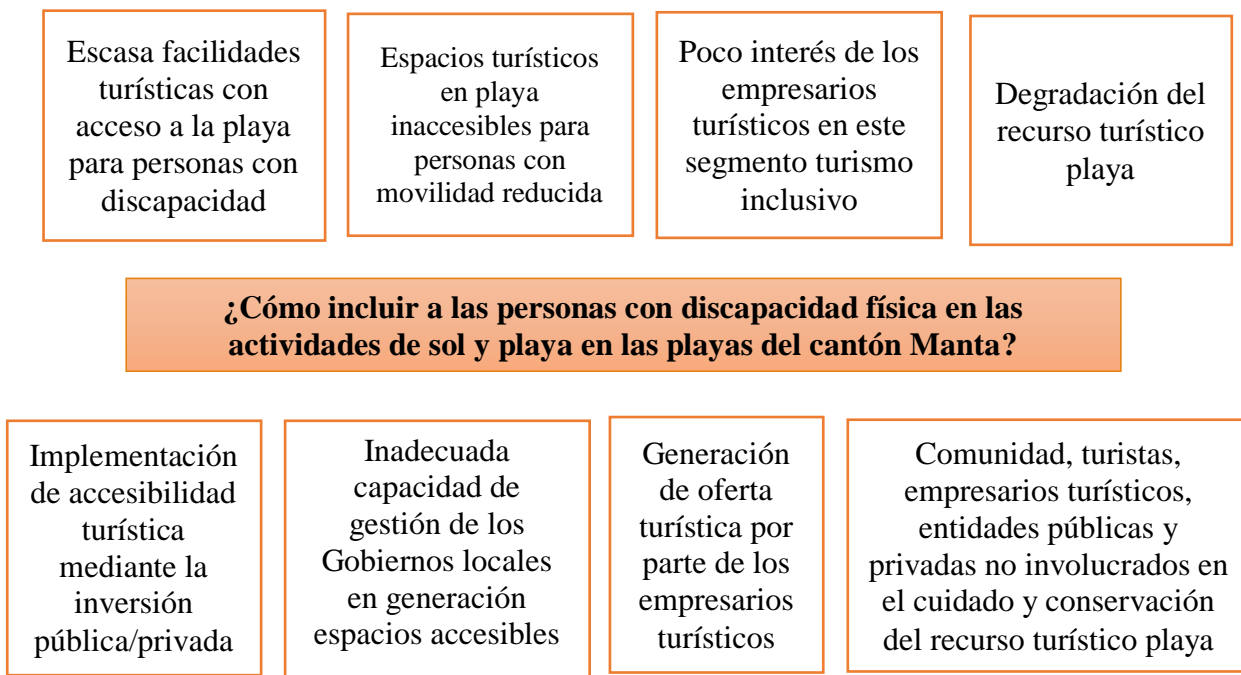 Escasa facilidades
turísticas con
acceso a la playa
para personas con
discapacidad
Espacios turísticos
en playa
inaccesibles para
personas con
movilidad reducida
Poco interés de los
empresarios
turísticos en este
segmento turismo
inclusivo
Degradación del
recurso turístico
playa
¿Cómo incluir a las personas con discapacidad física en las
actividades de sol y playa en las playas del cantón Manta?
Implementación
de accesibilidad
turística
mediante la
inversión
pública/privada
Inadecuada
capacidad de
gestión de los
Gobiernos locales
en generación
espacios accesibles
Generación
de oferta
turística por
parte de los
empresarios
turísticos
Comunidad, turistas,
empresarios turísticos,
entidades públicas y
privadas no involucrados en
el cuidado y conservación
del recurso turístico playa